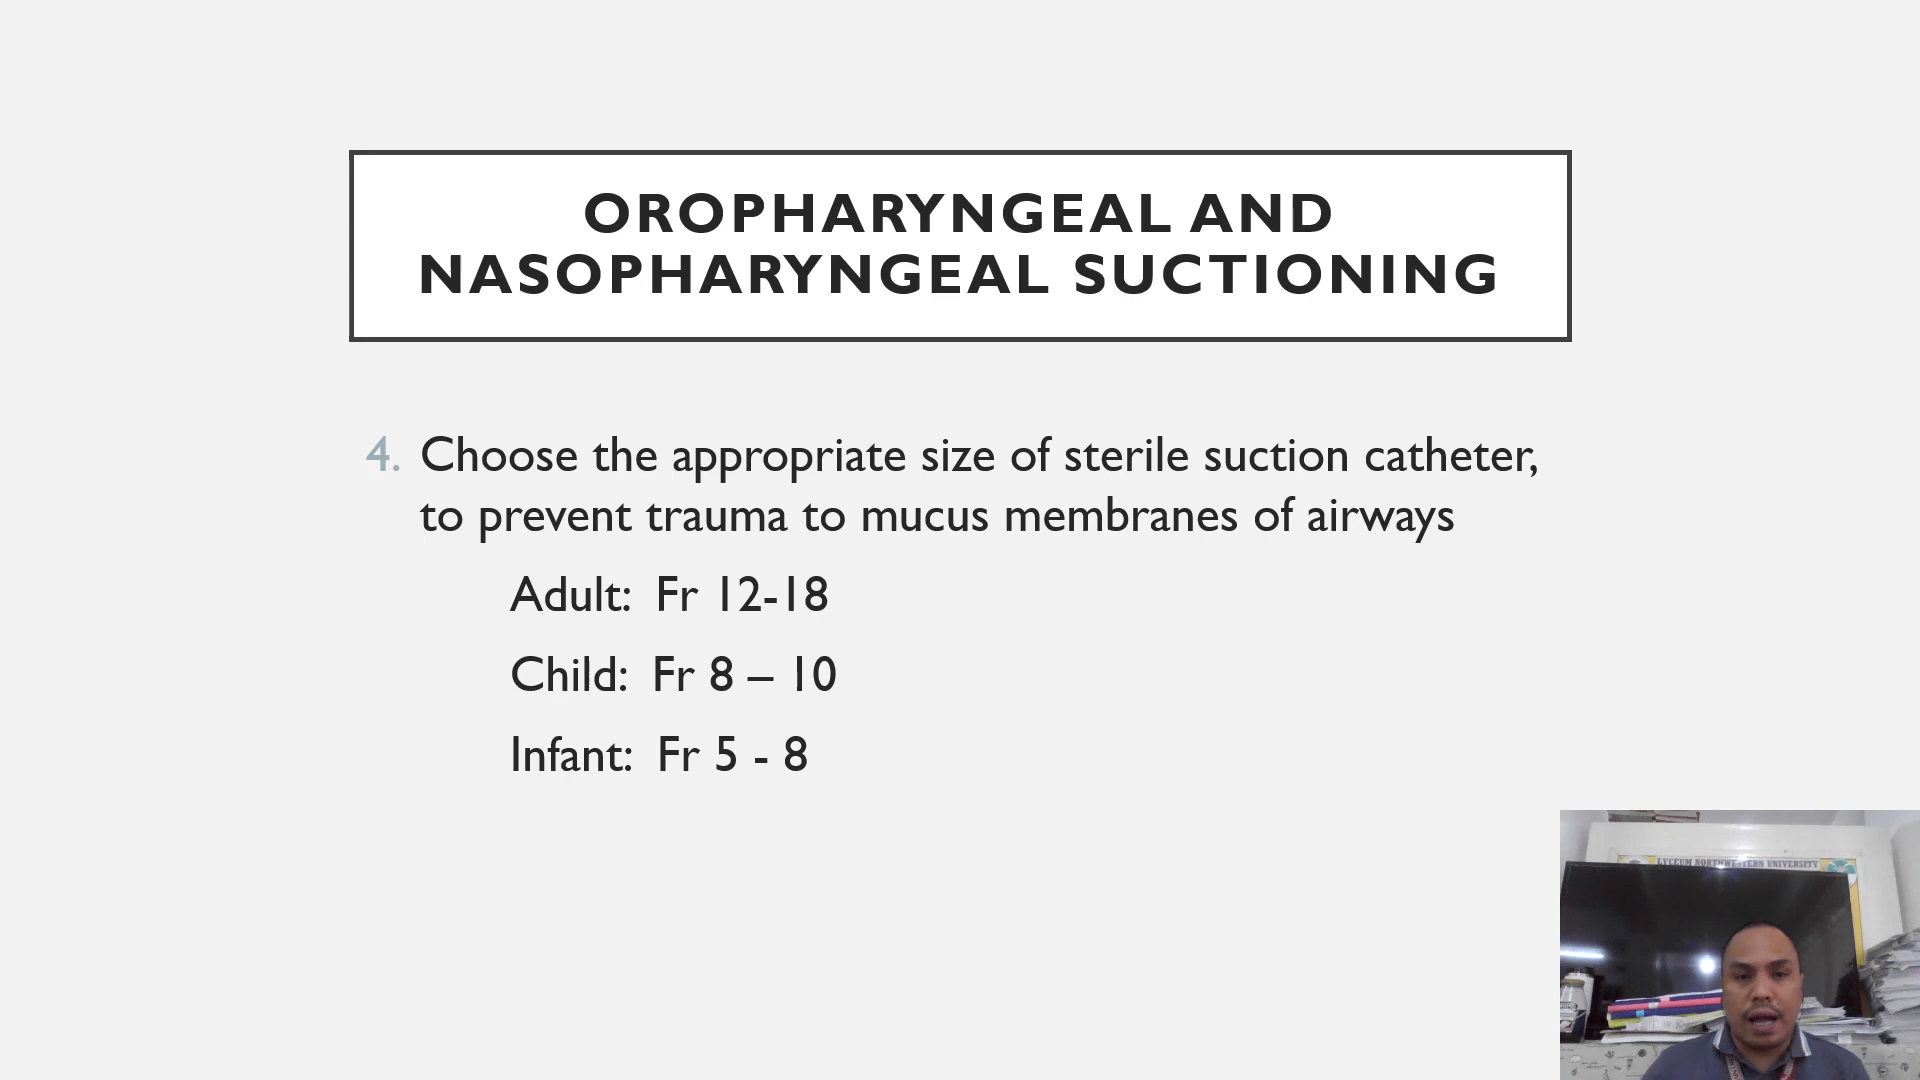 OROPHARYNGEAL AND
NASOPHARYNGEAL SUCTIONING
4. Choose the appropriate size of sterile suction catheter,
to prevent trauma to mucus membranes of airways
Adult: Fr 12-18
Child: Fr 8 – 10
Infant: Fr 5 - 8
LYCEUM NORTHWESTERN UNIVERSITY